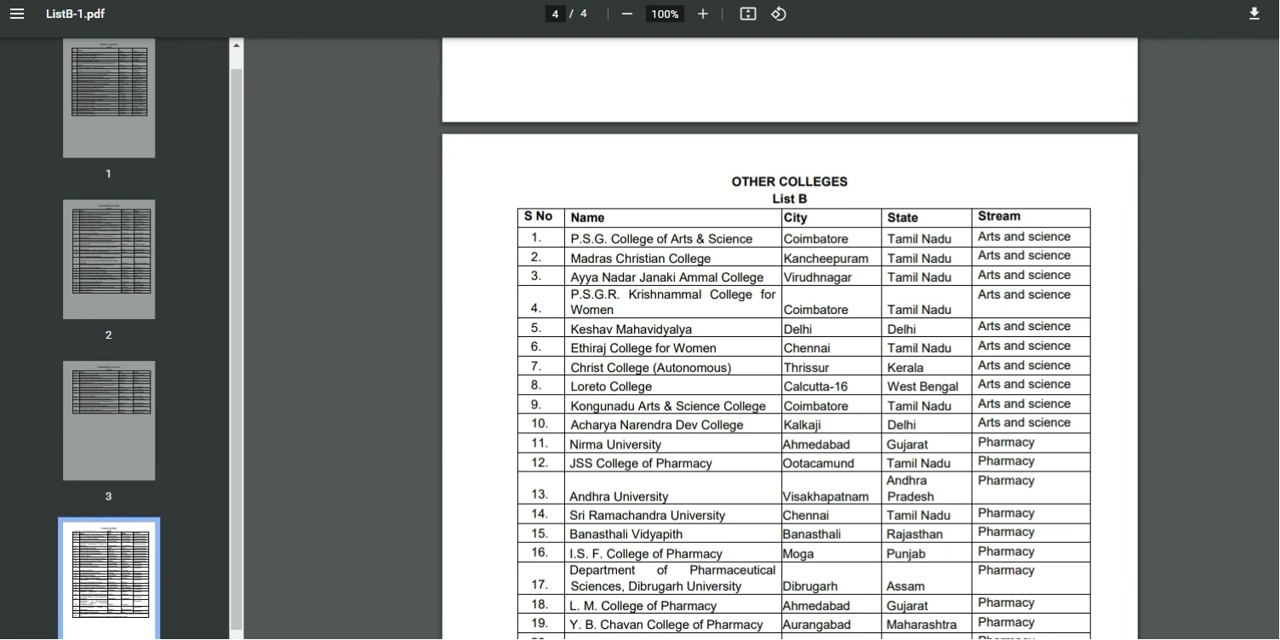 ListB-1.pdf 4 / 4 100%
1
2
3
OTHER COLLEGES
List B
S No Name City State Stream
1. P.S.G. College of Arts & Science Coimbatore Tamil Nadu Arts and science
2. Madras Christian College Kancheepuram Tamil Nadu Arts and science
3. Ayya Nadar Janaki Ammal College Virudhnagar Tamil Nadu Arts and science
P.S.G.R. Krishnammal College for Arts and science
4. Women Coimbatore Tamil Nadu
5. Keshav Mahavidyalya Delhi Delhi Arts and science
6. Ethiraj College for Women Chennai Tamil Nadu Arts and science
7. Christ College (Autonomous) Thrissur Kerala Arts and science
8. Loreto College Calcutta-16 West Bengal Arts and science
9. Kongunadu Arts & Science College Coimbatore Tamil Nadu Arts and science
10. Acharya Narendra Dev College Kalkaji Delhi Arts and science
11. Nirma University Ahmedabad Gujarat Pharmacy
12. JSS College of Pharmacy Ootacamund Tamil Nadu Pharmacy
Andhra Pharmacy
13. Andhra University Visakhapatnam Pradesh
14. Sri Ramachandra University Chennai Tamil Nadu Pharmacy
15. Banasthali Vidyapith Banasthali Rajasthan Pharmacy
16. I.S. F. College of Pharmacy Moga Punjab Pharmacy
Department of Pharmaceutical Pharmacy
17. Sciences, Dibrugarh University Dibrugarh Assam
18. L. M. College of Pharmacy Ahmedabad Gujarat Pharmacy
19. Y. B. Chavan College of Pharmacy Aurangabad Maharashtra Pharmacy